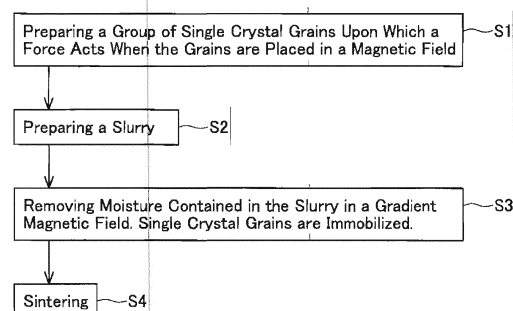 Preparing a Group of Single Crystal Grains Upon Which a
Force Acts When the Grains are Placed in a Magnetic Field
S1
Preparing a Slurry
S2
Removing Moisture Contained in the Slurry in a Gradient
Magnetic Field. Single Crystal Grains are Immobilized.
S3
Sintering
S4